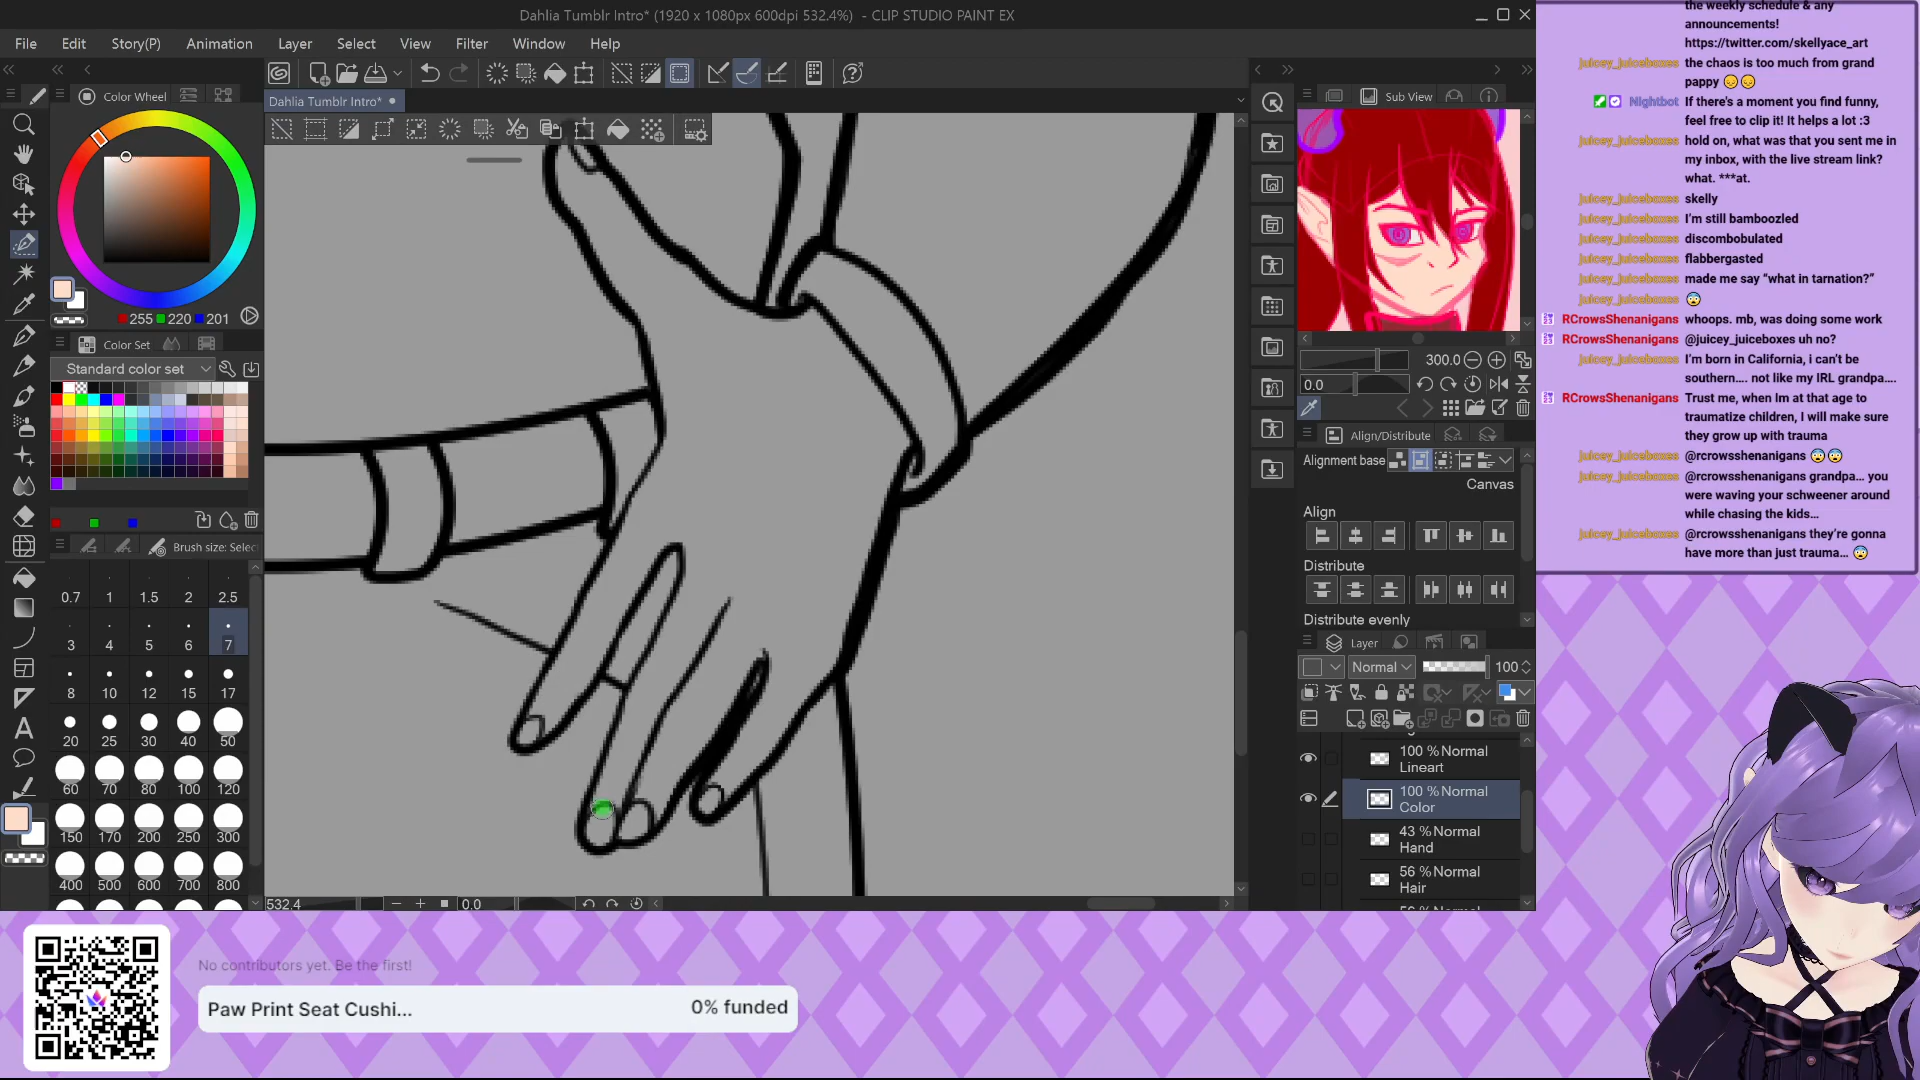 Dahlia Tumblr Intro* (1920 x 1080px 600dpi 532.4%) - CLIP STUDIO PAINT EX
File Edit Story(P) Animation Layer Select View Filter Window Help
Color Wheel
Dahlia Tumblr Intro*
255 220 201
Color Set
Standard color set
Brush size: Selec
0.7 1 1.5 2 2.5
3 4 5 6 7
8 10 12 15 17
20 25 30 40 50
60 70 80 100 120
150 170 200 250 300
400 500 600 700 800
532.4 0.0
Sub View
300.0
0.0
Align/Distribute
Alignment base
Canvas
Align
Distribute
Distribute evenly
Layer
Normal 100
100 % Normal
Lineart
100 % Normal
Color
43 % Normal
Hand
56 % Normal
Hair
the weekly schedule & any
announcements!
https://twitter.com/skellyace_art
juicey_juiceboxes the chaos is too much from grand
pappy 😔😔
Nightbot If there's a moment you find funny,
feel free to clip it! It helps a lot :3
juicey_juiceboxes hold on, what was that you sent me in
my inbox, with the live stream link?
what. ***at.
juicey_juiceboxes skelly
juicey_juiceboxes I'm still bamboozled
juicey_juiceboxes discombobulated
juicey_juiceboxes flabbergasted
juicey_juiceboxes made me say “what in tarnation?”
juicey_juiceboxes 😨
RCrowsShenanigans whoops. mb, was doing some work
RCrowsShenanigans @juicey_juiceboxes uh no?
juicey_juiceboxes I'm born in California, i can't be
southern.... not like my IRL grandpa....
RCrowsShenanigans Trust me, when Im at that age to
traumatize children, I will make sure
they grow up with trauma
juicey_juiceboxes @rcrowsshenanigans 😨😨
juicey_juiceboxes @rcrowsshenanigans grandpa... you
were waving your schweener around
while chasing the kids...
juicey_juiceboxes @rcrowsshenanigans they're gonna
have more than just trauma... 😨
No contributors yet. Be the first!
Paw Print Seat Cushi... 0% funded